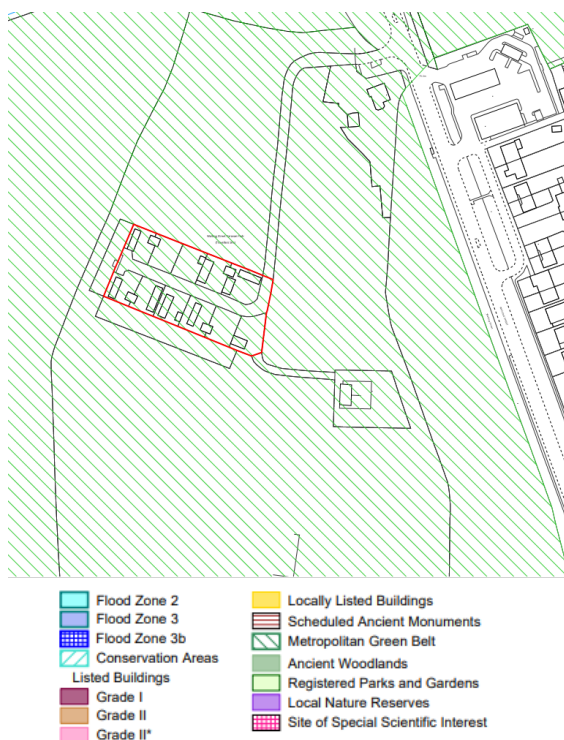 Flood Zone 2
Flood Zone 3
Flood Zone 3b
Conservation Areas
Listed Buildings
Grade I
Grade II
Grade II*
Locally Listed Buildings
Scheduled Ancient Monuments
Metropolitan Green Belt
Ancient Woodlands
Registered Parks and Gardens
Local Nature Reserves
Site of Special Scientific Interest